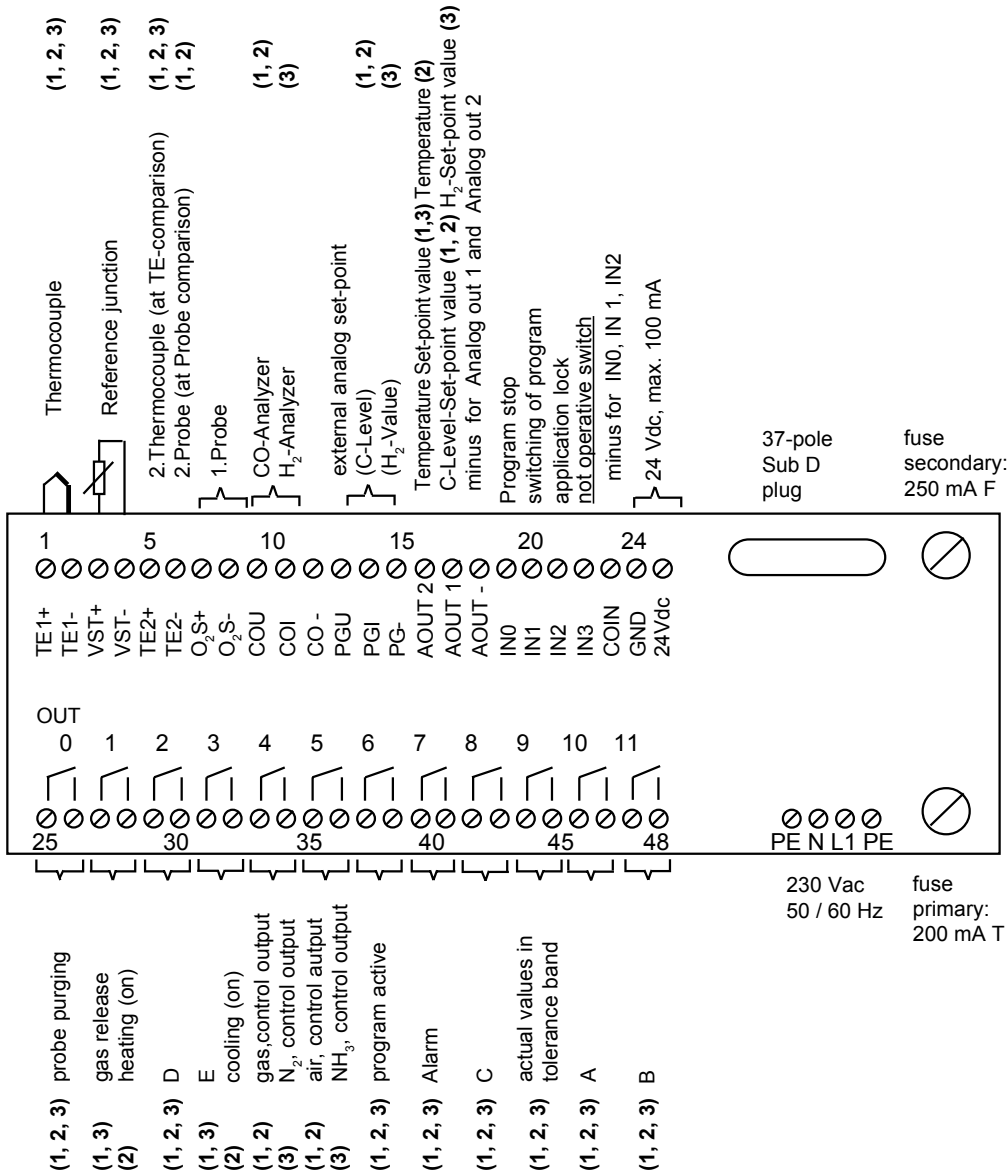 (1, 2, 3)
(1, 2, 3)
(1, 2, 3)
(1, 2)
(1, 2)
(3)
(1, 2)
(3)
Thermocouple
Reference junction
2.Thermocouple (at TE-comparison)
2.Probe (at Probe comparison)
1.Probe
CO-Analyzer
H₂-Analyzer
external analog set-point
(C-Level)
(H₂-Value)
Temperature Set-point value (1,3) Temperature (2)
C-Level-Set-point value (1, 2) H₂-Set-point value (3)
minus for Analog out 1 and Analog out 2
Program stop
switching of program
application lock
not operative switch
minus for IN0, IN 1, IN2
24 Vdc, max. 100 mA
37-pole
Sub D
plug
fuse
secondary:
250 mA F
1 5 10 15 20 24
TE1+
TE1-
VST+
VST-
TE2+
TE2-
O₂S+
O₂S-
COU
COI
CO -
PGU
PGI
PG-
AOUT 2
AOUT 1
AOUT -
IN0
IN1
IN2
IN3
COIN
GND
24Vdc
OUT
0 1 2 3 4 5 6 7 8 9 10 11
25 30 35 40 45 48
PE N L1 PE
230 Vac
50 / 60 Hz
fuse
primary:
200 mA T
(1, 2, 3) probe purging
(1, 3) gas release
(2) heating (on)
(1, 2, 3) D
(1, 3) E
(2) cooling (on)
(1, 2) gas,control output
(3) N₂, control output
(1, 2) air, control autput
(3) NH₃, control output
(1, 2, 3) program active
(1, 2, 3) Alarm
(1, 2, 3) C
(1, 2, 3) actual values in
tolerance band
(1, 2, 3) A
(1, 2, 3) B